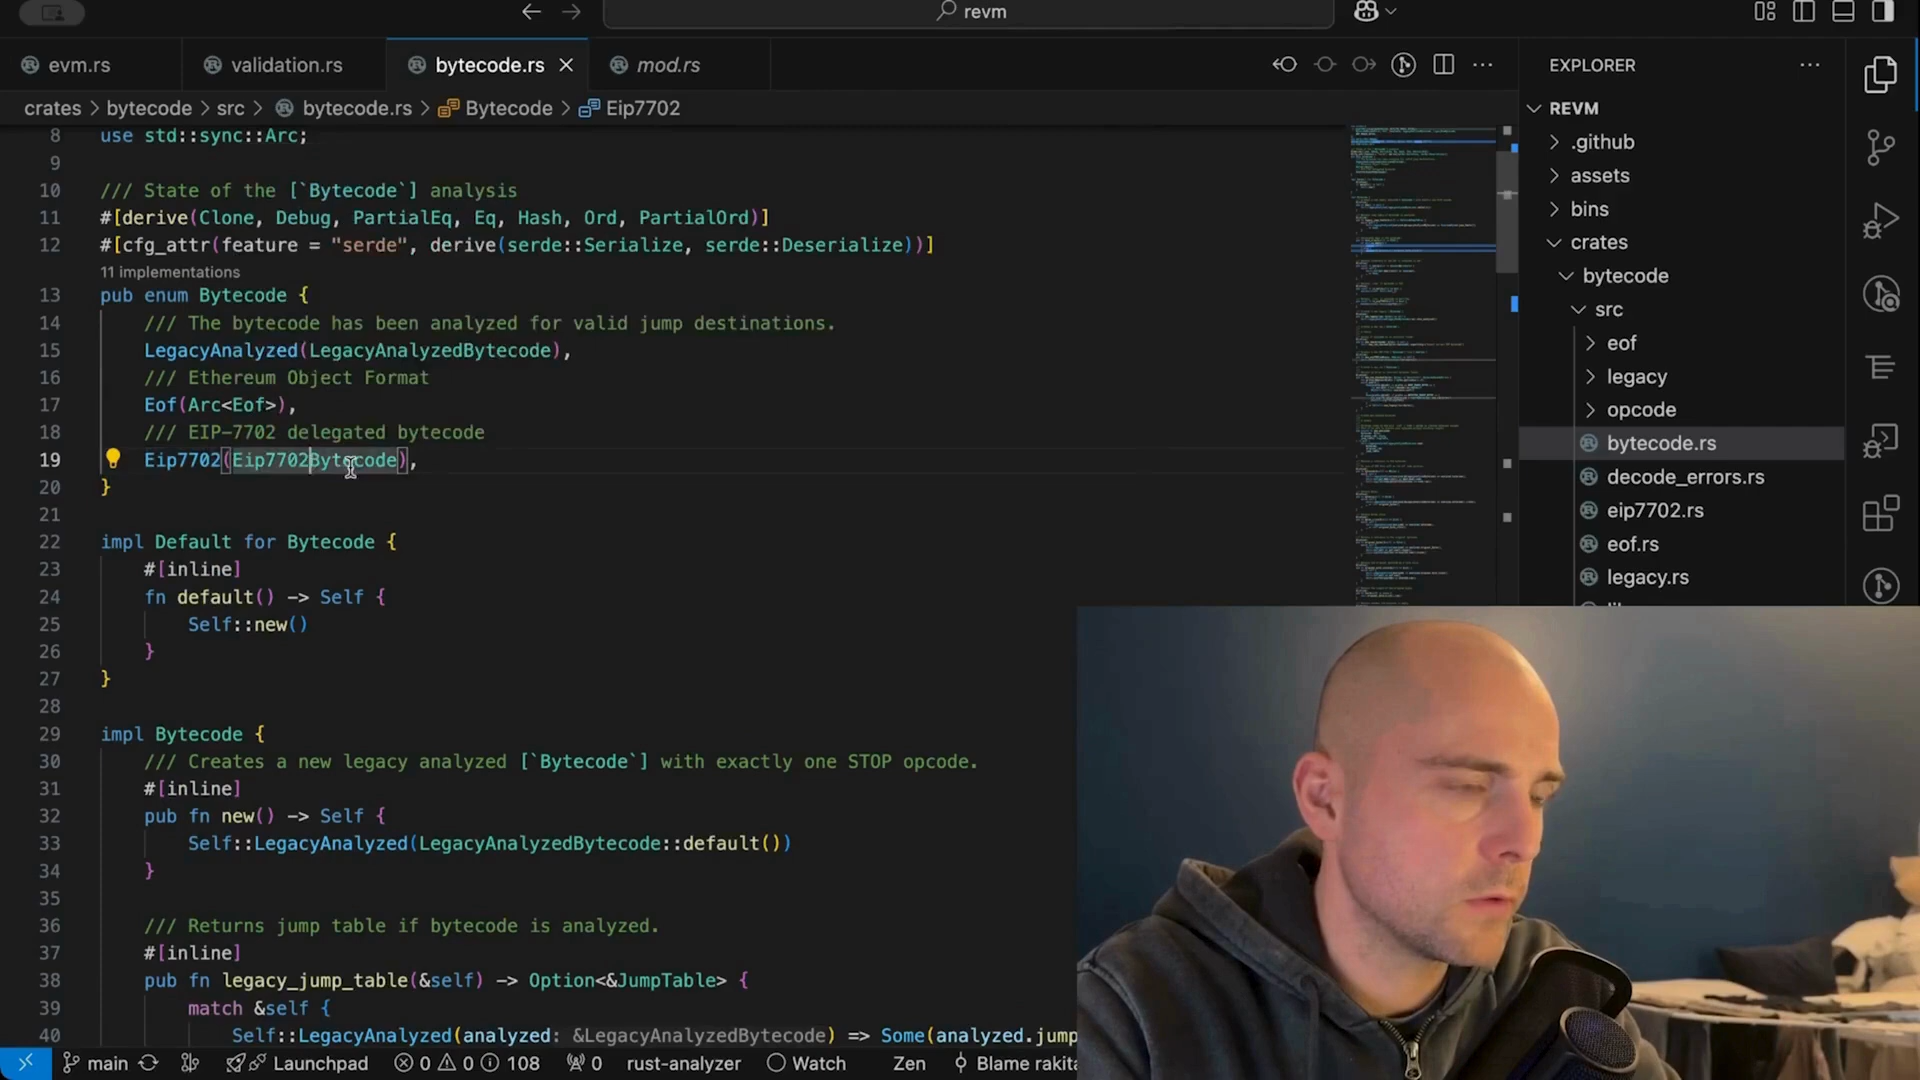 revm
evm.rs
validation.rs
bytecode.rs
mod.rs
crates > bytecode > src > bytecode.rs > Bytecode > Eip7702
8 use std::sync::Arc;
9
10 /// State of the [`Bytecode`] analysis
11 #[derive(Clone, Debug, PartialEq, Eq, Hash, Ord, PartialOrd)]
12 #[cfg_attr(feature = "serde", derive(serde::Serialize, serde::Deserialize))]
11 implementations
13 pub enum Bytecode {
14 /// The bytecode has been analyzed for valid jump destinations.
15 LegacyAnalyzed(LegacyAnalyzedBytecode),
16 /// Ethereum Object Format
17 Eof(Arc<Eof>),
18 /// EIP-7702 delegated bytecode
19 Eip7702(Eip7702Bytecode),
20 }
21
22 impl Default for Bytecode {
23 #[inline]
24 fn default() -> Self {
25 Self::new()
26 }
27 }
28
29 impl Bytecode {
30 /// Creates a new legacy analyzed [`Bytecode`] with exactly one STOP opcode.
31 #[inline]
32 pub fn new() -> Self {
33 Self::LegacyAnalyzed(LegacyAnalyzedBytecode::default())
34 }
35
36 /// Returns jump table if bytecode is analyzed.
37 #[inline]
38 pub fn legacy_jump_table(&self) -> Option<&JumpTable> {
39 match &self {
40 Self::LegacyAnalyzed(analyzed: &LegacyAnalyzedBytecode) => Some(analyzed.jump
EXPLORER
REVM
.github
assets
bins
crates
bytecode
src
eof
legacy
opcode
bytecode.rs
decode_errors.rs
eip7702.rs
eof.rs
legacy.rs
main
Launchpad
0 0 108
0
rust-analyzer
Watch
Zen
Blame rakita